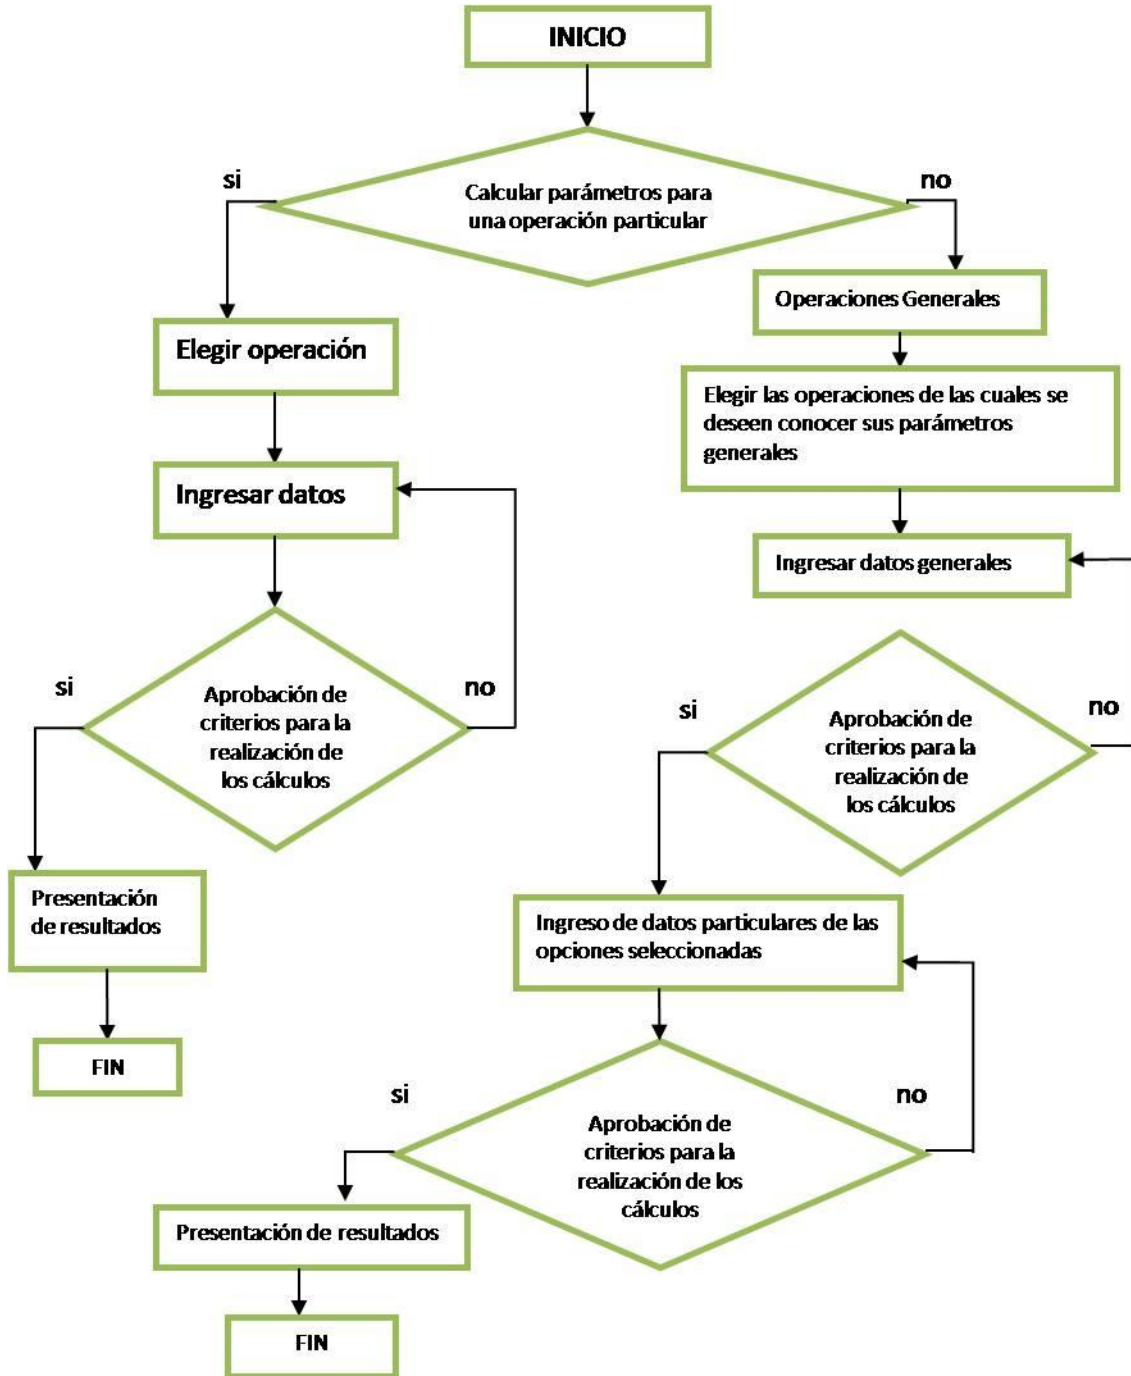 INICIO
si
no
Calcular parámetros para
una operación particular
Operaciones Generales
Elegir operación
Elegir las operaciones de las cuales se
deseen conocer sus parámetros
generales
Ingresar datos
Ingresar datos generales
si
no
Aprobación de
criterios para la
realización de
los cálculos
si
no
Aprobación de
criterios para la
realización de
los cálculos
Presentación
de resultados
Ingreso de datos particulares de las
opciones seleccionadas
FIN
si
no
Aprobación de
criterios para la
realización de los
cálculos
Presentación de resultados
FIN